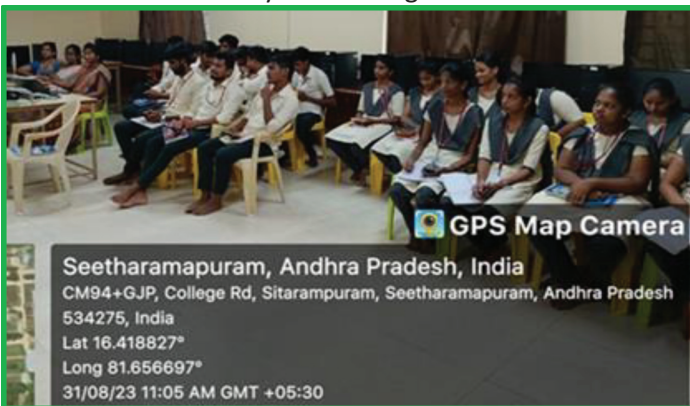 GPS Map Camera
Seetharamapuram, Andhra Pradesh, India
CM94+GJP, College Rd, Sitarampuram, Seetharamapuram, Andhra Pradesh
534275, India
Lat 16.418827°
Long 81.656697°
31/08/23 11:05 AM GMT +05:30